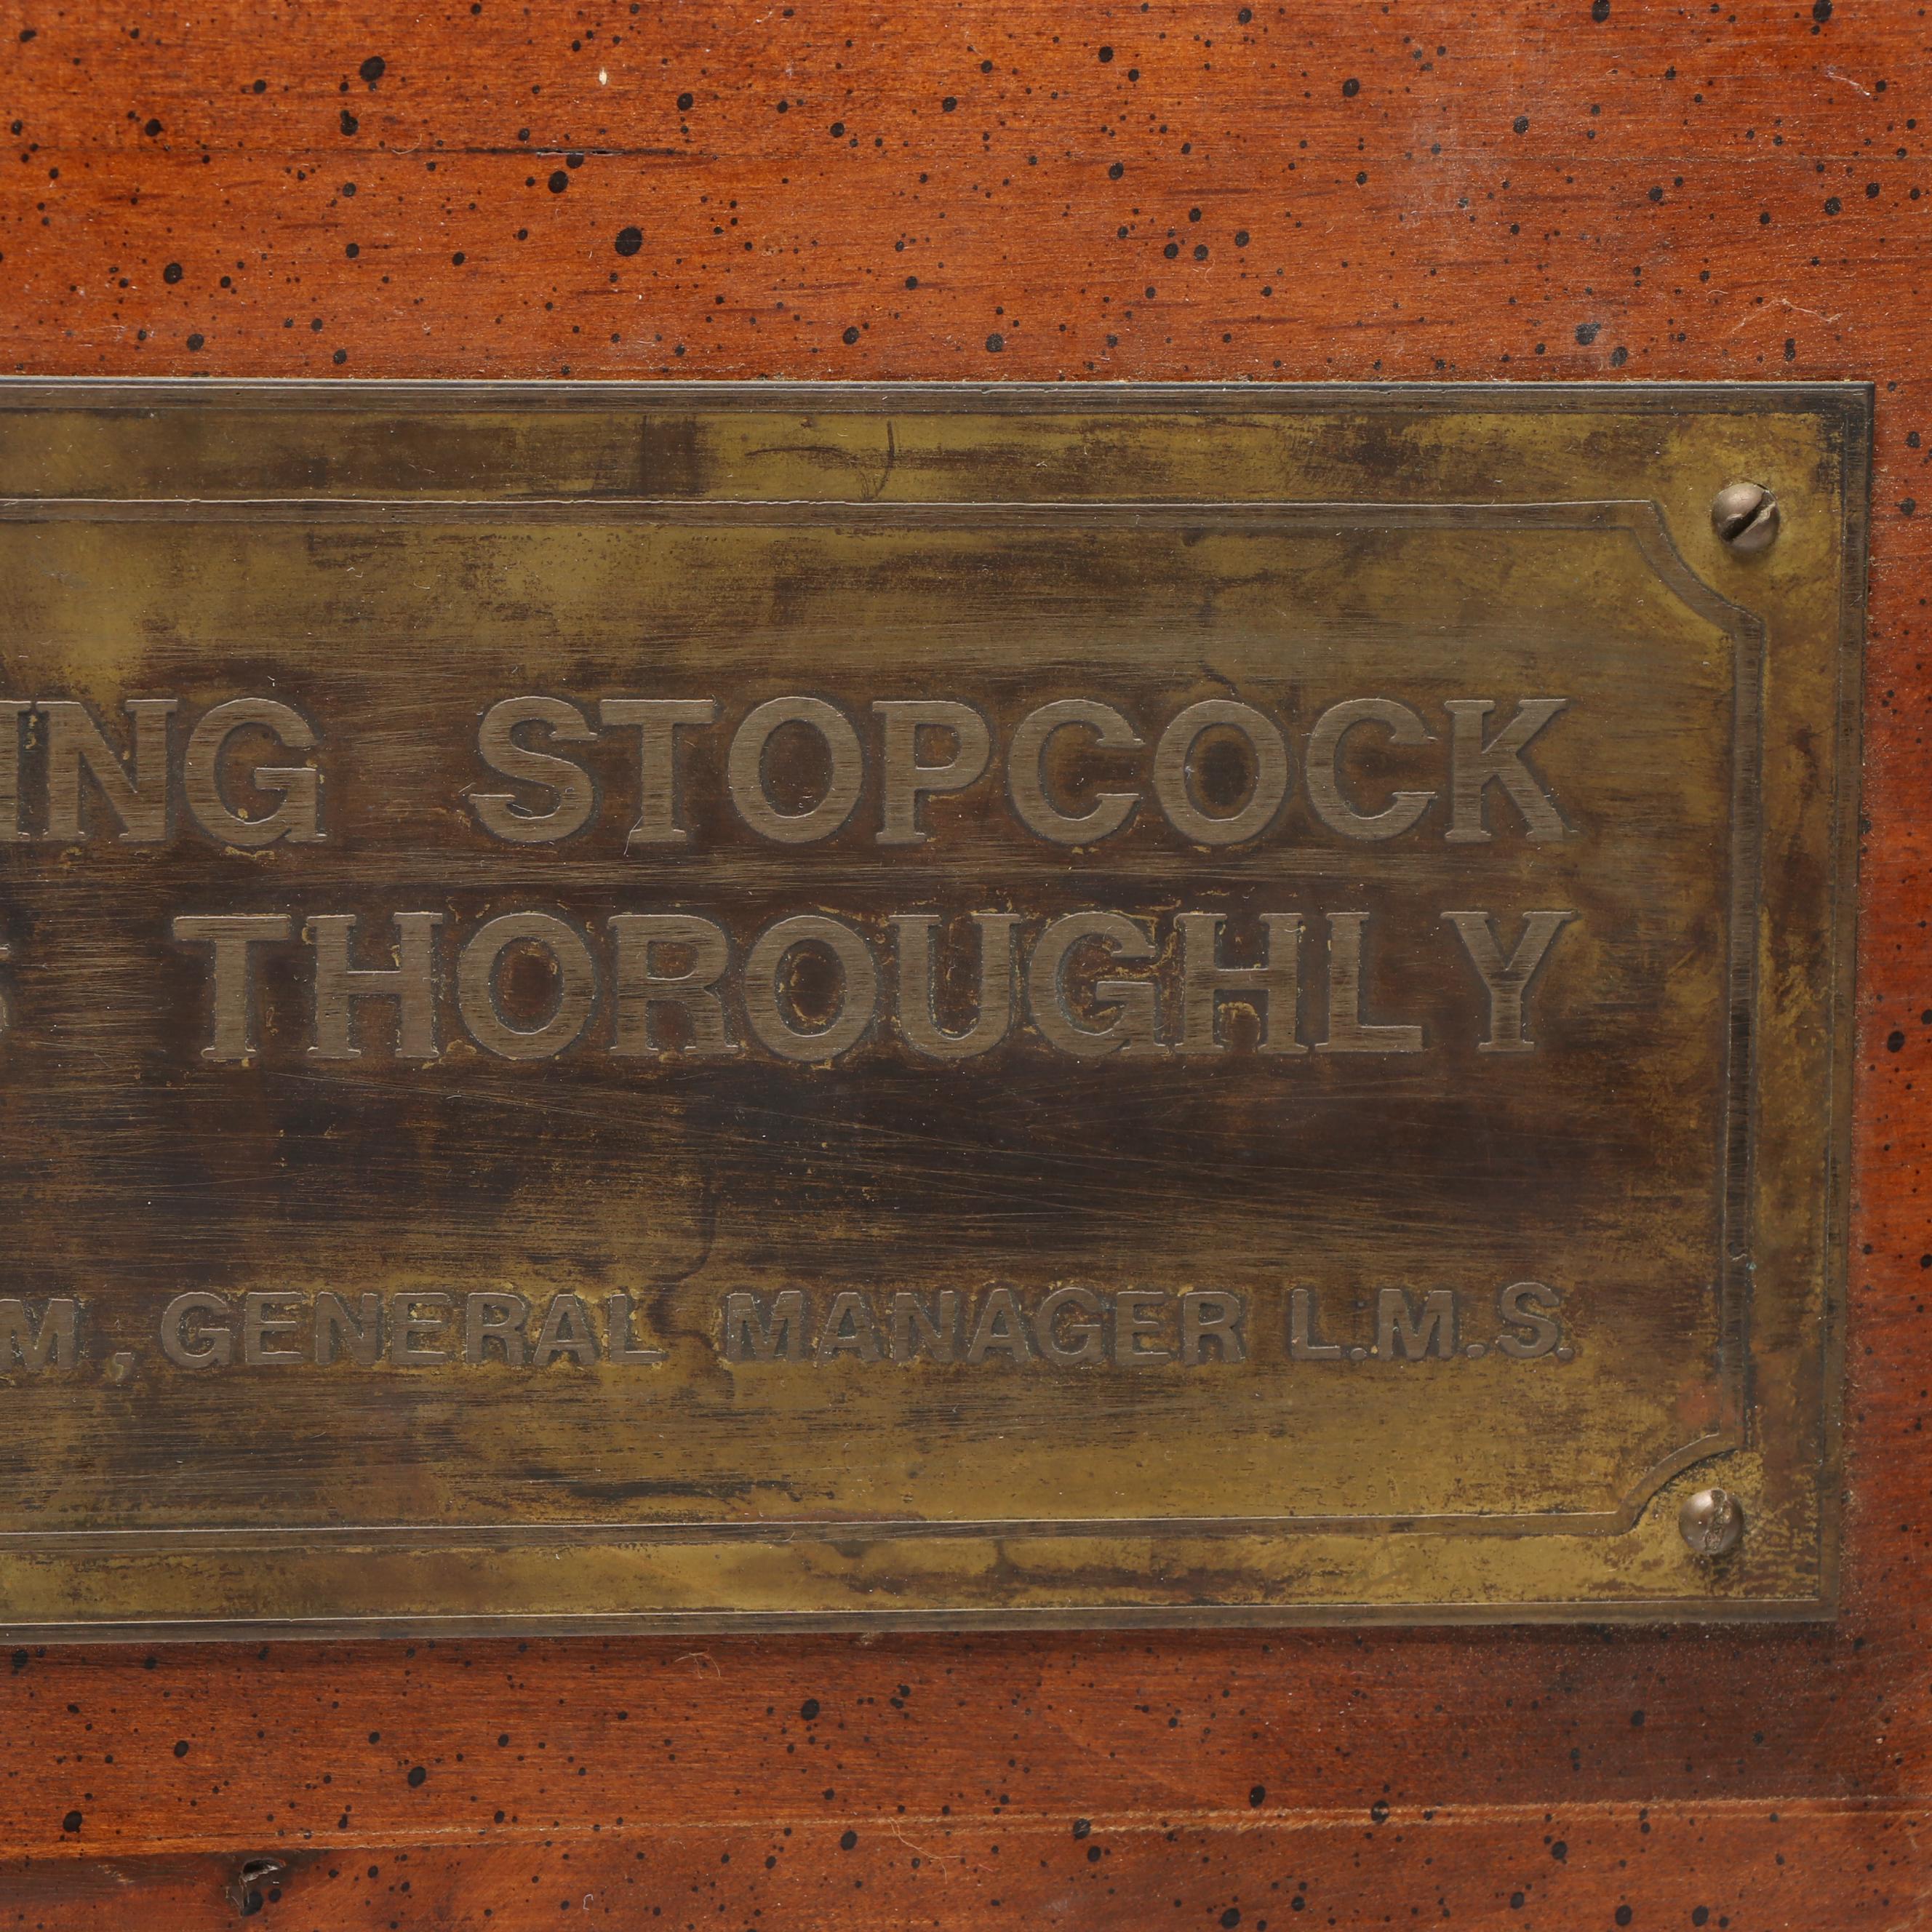 ING STOPCOCK
S THOROUGHLY
M, GENERAL MANAGER L.M.S.